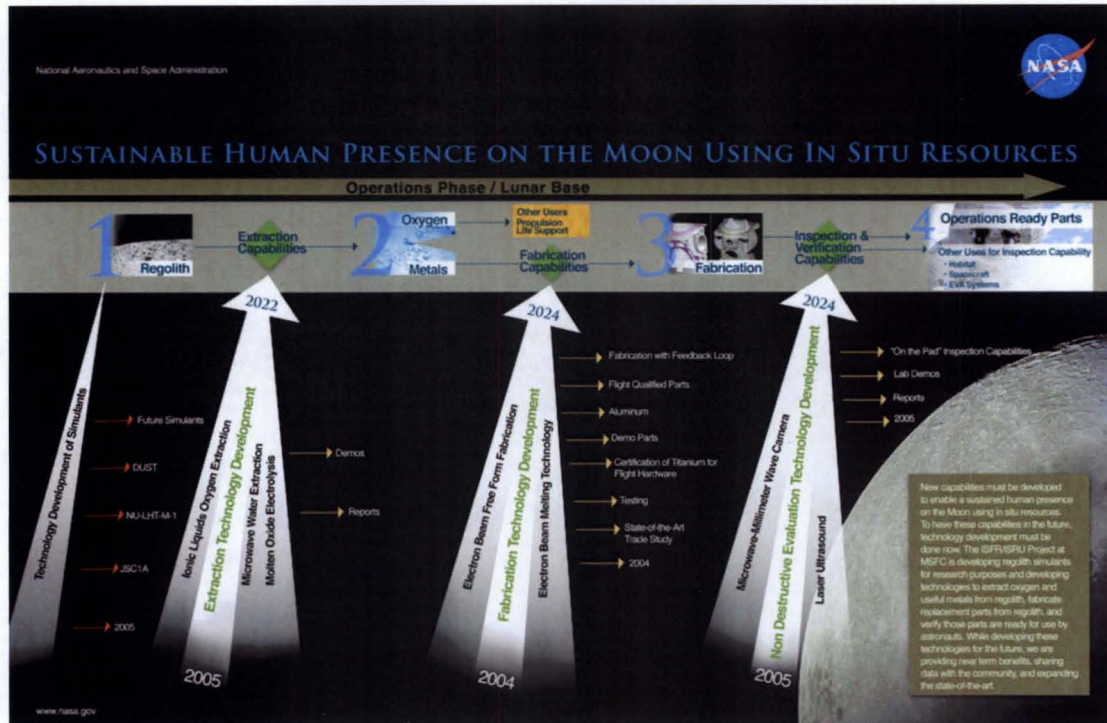 National Aeronautics and Space Administration
NASA
SUSTAINABLE HUMAN PRESENCE ON THE MOON USING IN SITU RESOURCES
Operations Phase / Lunar Base
1
Regolith
Extraction
Capabilities
2
Oxygen
Metals
Other Users
Propulsion
Life Support
Fabrication
Capabilities
3
Fabrication
Inspection &
Verification
Capabilities
4
Operations Ready Parts
Other Uses for Inspection Capability
• Habitat
• Spacecraft
• EVA Systems
Technology Development of Simulants
Future Simulants
DUST
NU-LHT-M-1
JSC1A
2005
2022
Ionic Liquids Oxygen Extraction
Extraction Technology Development
Microwave Water Extraction
Molten Oxide Electrolysis
2005
Demos
Reports
2024
Electron Beam Free Form Fabrication
Fabrication Technology Development
Electron Beam Melting Technology
2004
Fabrication with Feedback Loop
Flight Qualified Parts
Aluminum
Demo Parts
Certification of Titanium for
Flight Hardware
Testing
State-of-the-Art
Trade Study
2004
2024
Microwave-Millimeter Wave Camera
Non Destructive Evaluation Technology Development
Laser Ultrasound
2005
"On the Pad" Inspection Capabilities
Lab Demos
Reports
2005
New capabilities must be developed
to enable a sustained human presence
on the Moon using in situ resources.
To have these capabilities in the future,
technology development must be
done now. The ISFR/ISRU Project at
MSFC is developing regolith simulants
for research purposes and developing
technologies to extract oxygen and
useful metals from regolith, fabricate
replacement parts from regolith, and
verify those parts are ready for use by
astronauts. While developing these
technologies for the future, we are
providing near term benefits, sharing
data with the community, and expanding
the state-of-the-art.
www.nasa.gov